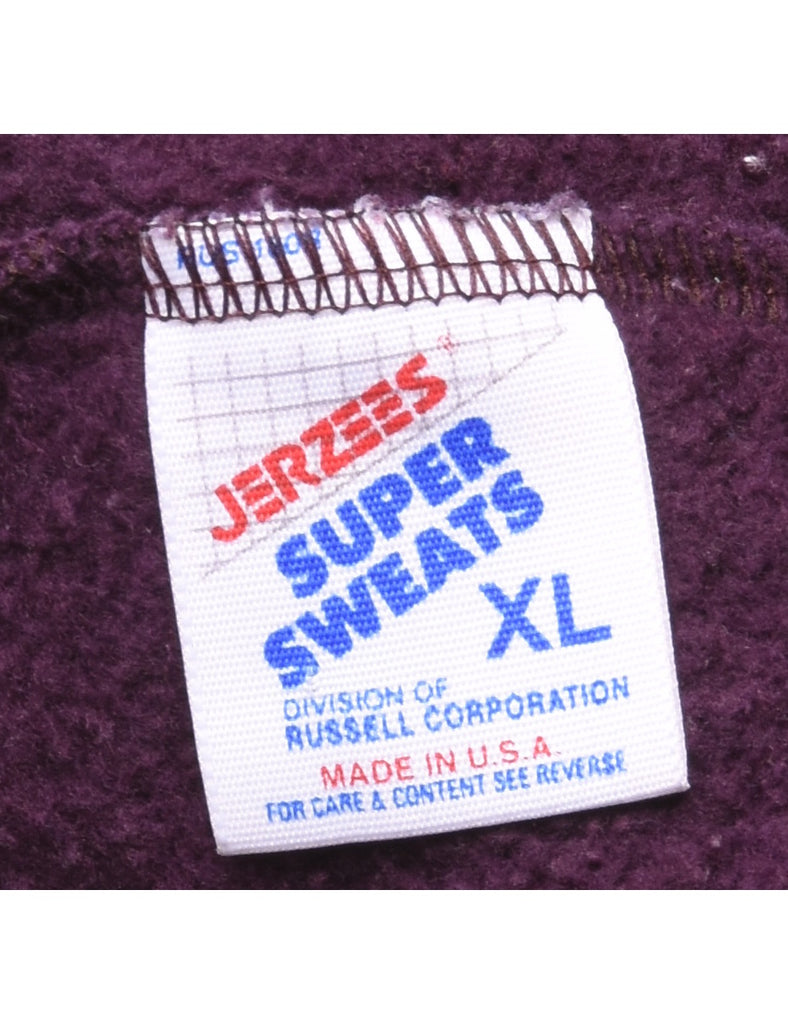 JERZEES®
SUPER
SWEATS
XL
DIVISION OF
RUSSELL CORPORATION
MADE IN U.S.A.
FOR CARE & CONTENT SEE REVERSE